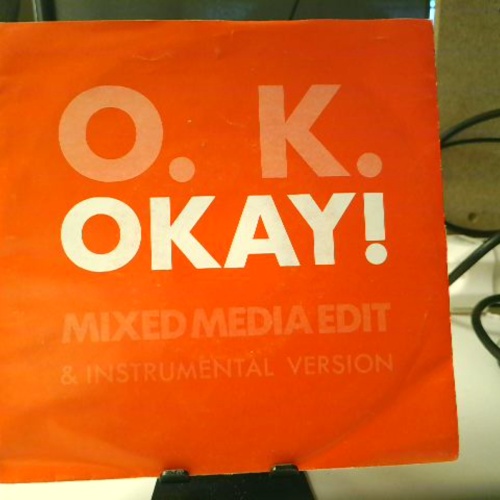 O. K.
OKAY!
MIXED MEDIA EDIT
& INSTRUMENTAL VERSION